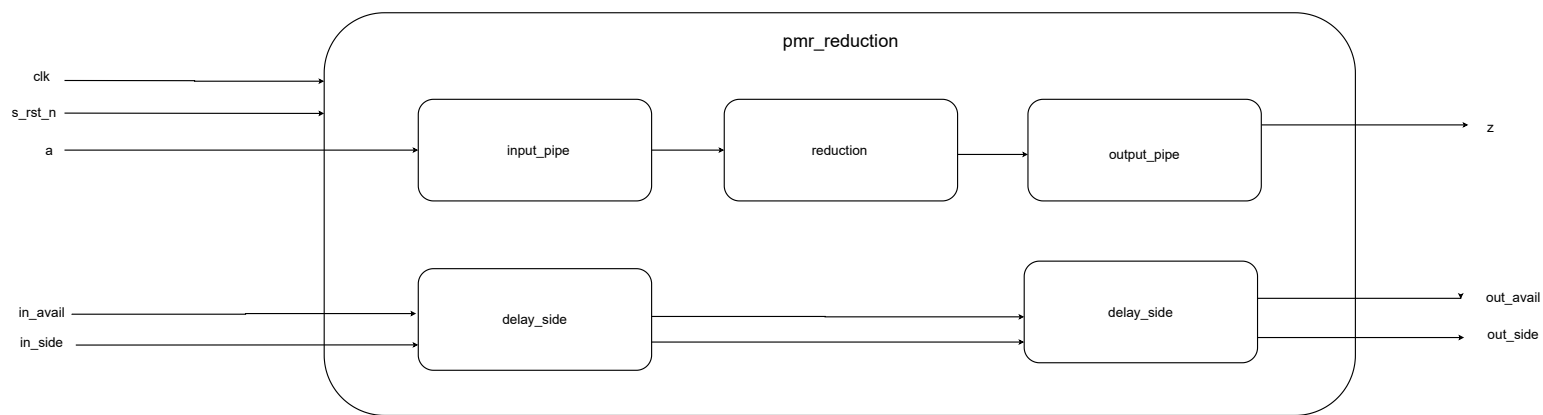 pmr_reduction
clk
s_rst_n
a
input_pipe
reduction
output_pipe
z
in_avail
in_side
delay_side
delay_side
out_avail
out_side